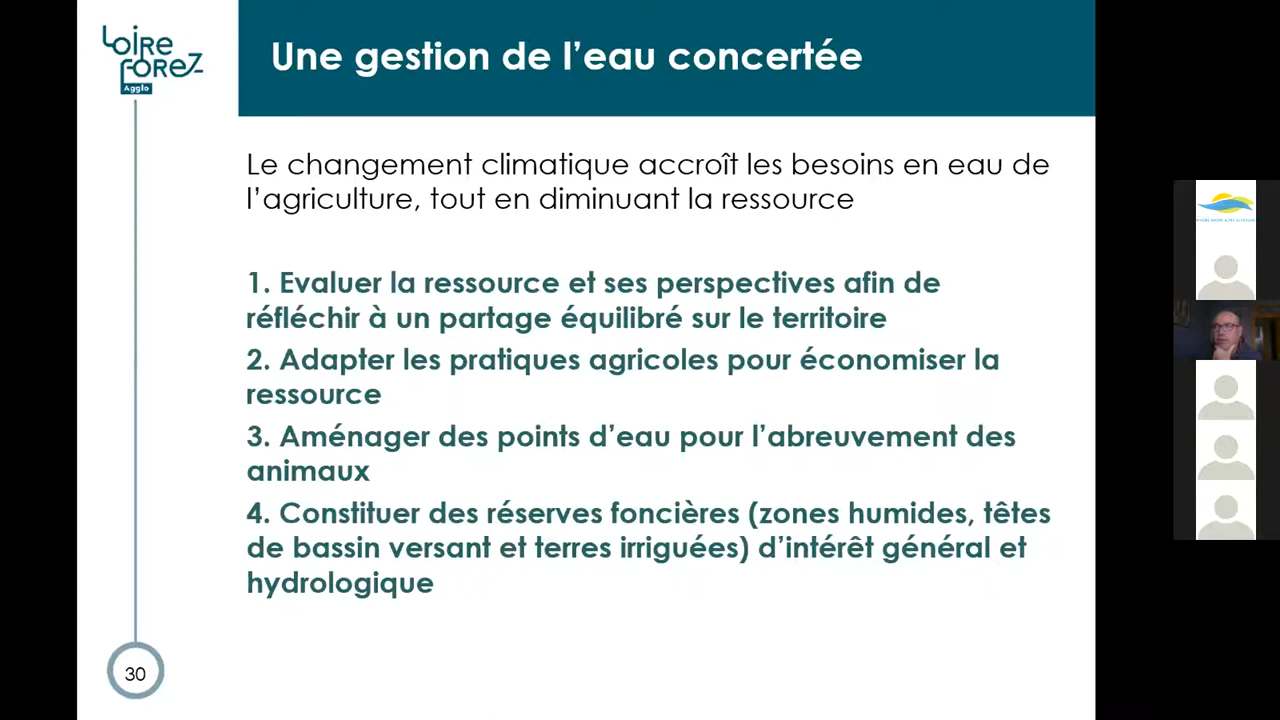 LOIRE
FOREZ
Agglo
Une gestion de l’eau concertée
Le changement climatique accroît les besoins en eau de
l’agriculture, tout en diminuant la ressource
1. Evaluer la ressource et ses perspectives afin de
réfléchir à un partage équilibré sur le territoire
2. Adapter les pratiques agricoles pour économiser la
ressource
3. Aménager des points d’eau pour l’abreuvement des
animaux
4. Constituer des réserves foncières (zones humides, têtes
de bassin versant et terres irriguées) d’intérêt général et
hydrologique
30